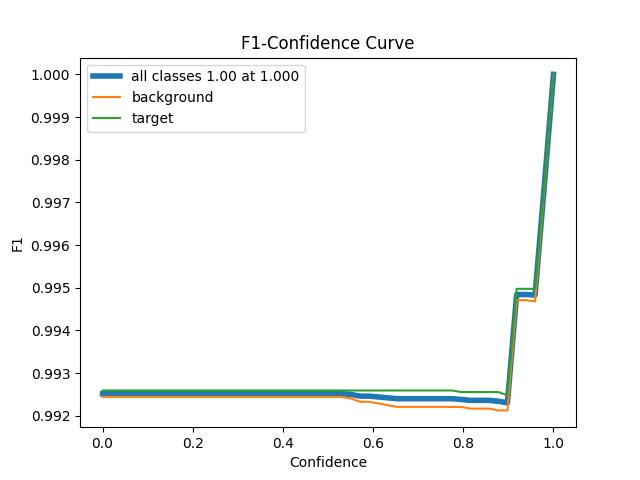 F1-Confidence Curve
all classes 1.00 at 1.000
background
target
1.000
0.999
0.998
0.997
0.996
0.995
0.994
0.993
0.992
F1
0.0 0.2 0.4 0.6 0.8 1.0
Confidence